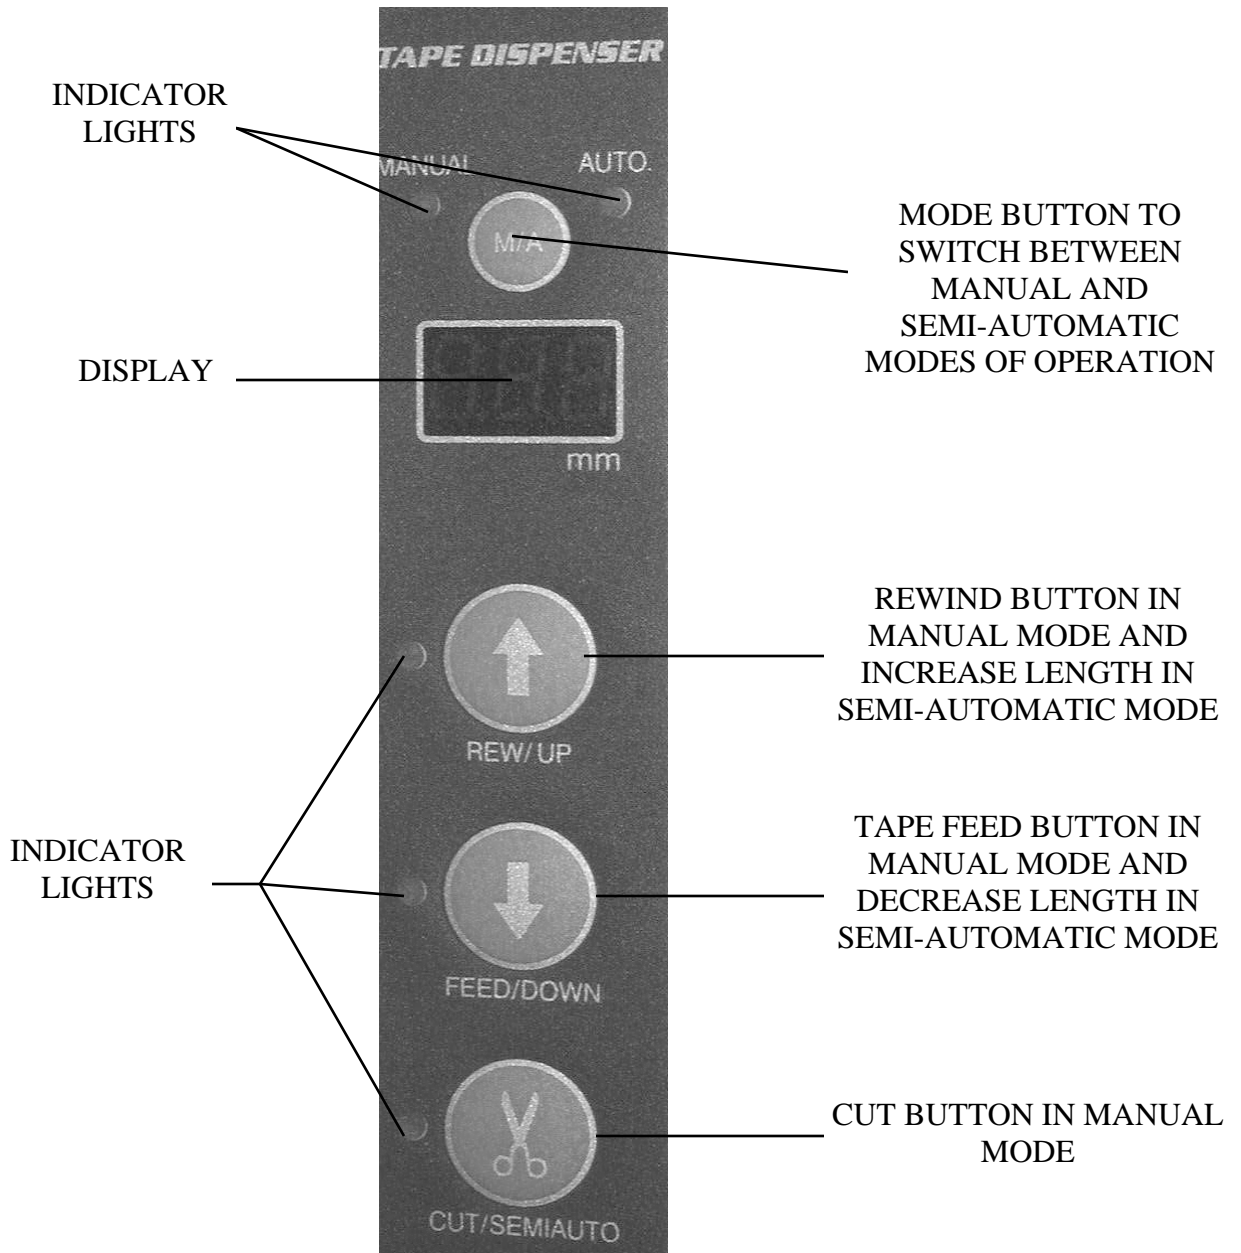 TAPE DISPENSER
INDICATOR
LIGHTS
MANUAL
AUTO.
M/A
MODE BUTTON TO
SWITCH BETWEEN
MANUAL AND
SEMI-AUTOMATIC
MODES OF OPERATION
DISPLAY
mm
REWIND BUTTON IN
MANUAL MODE AND
INCREASE LENGTH IN
SEMI-AUTOMATIC MODE
REW/UP
INDICATOR
LIGHTS
TAPE FEED BUTTON IN
MANUAL MODE AND
DECREASE LENGTH IN
SEMI-AUTOMATIC MODE
FEED/DOWN
CUT BUTTON IN MANUAL
MODE
CUT/SEMIAUTO